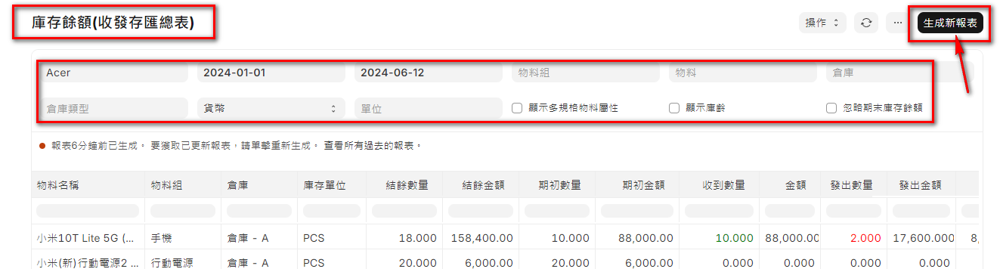 庫存餘額(收發存匯總表)
操作 ··· 生成新報表
Acer 2024-01-01 2024-06-12 物料組 物料 倉庫
倉庫類型 貨幣 單位 顯示多規格物料屬性 顯示庫齡 忽略期末庫存餘額
報表6分鐘前已生成。 要獲取已更新報表，請單擊重新生成。 查看所有過去的報表。
物料名稱 物料組 倉庫 庫存單位 結餘數量 結餘金額 期初數量 期初金額 收到數量 金額 發出數量 發出金額
小米10T Lite 5G (... 手機 倉庫 - A PCS 18.000 158,400.00 10.000 88,000.00 10.000 88,000.00 2.000 17,600.000 8,
小米(新)行動電源2 ... 行動電源 倉庫 - A PCS 20.000 6,000.00 20.000 6,000.00 0.000 0.000 0.000 0.000